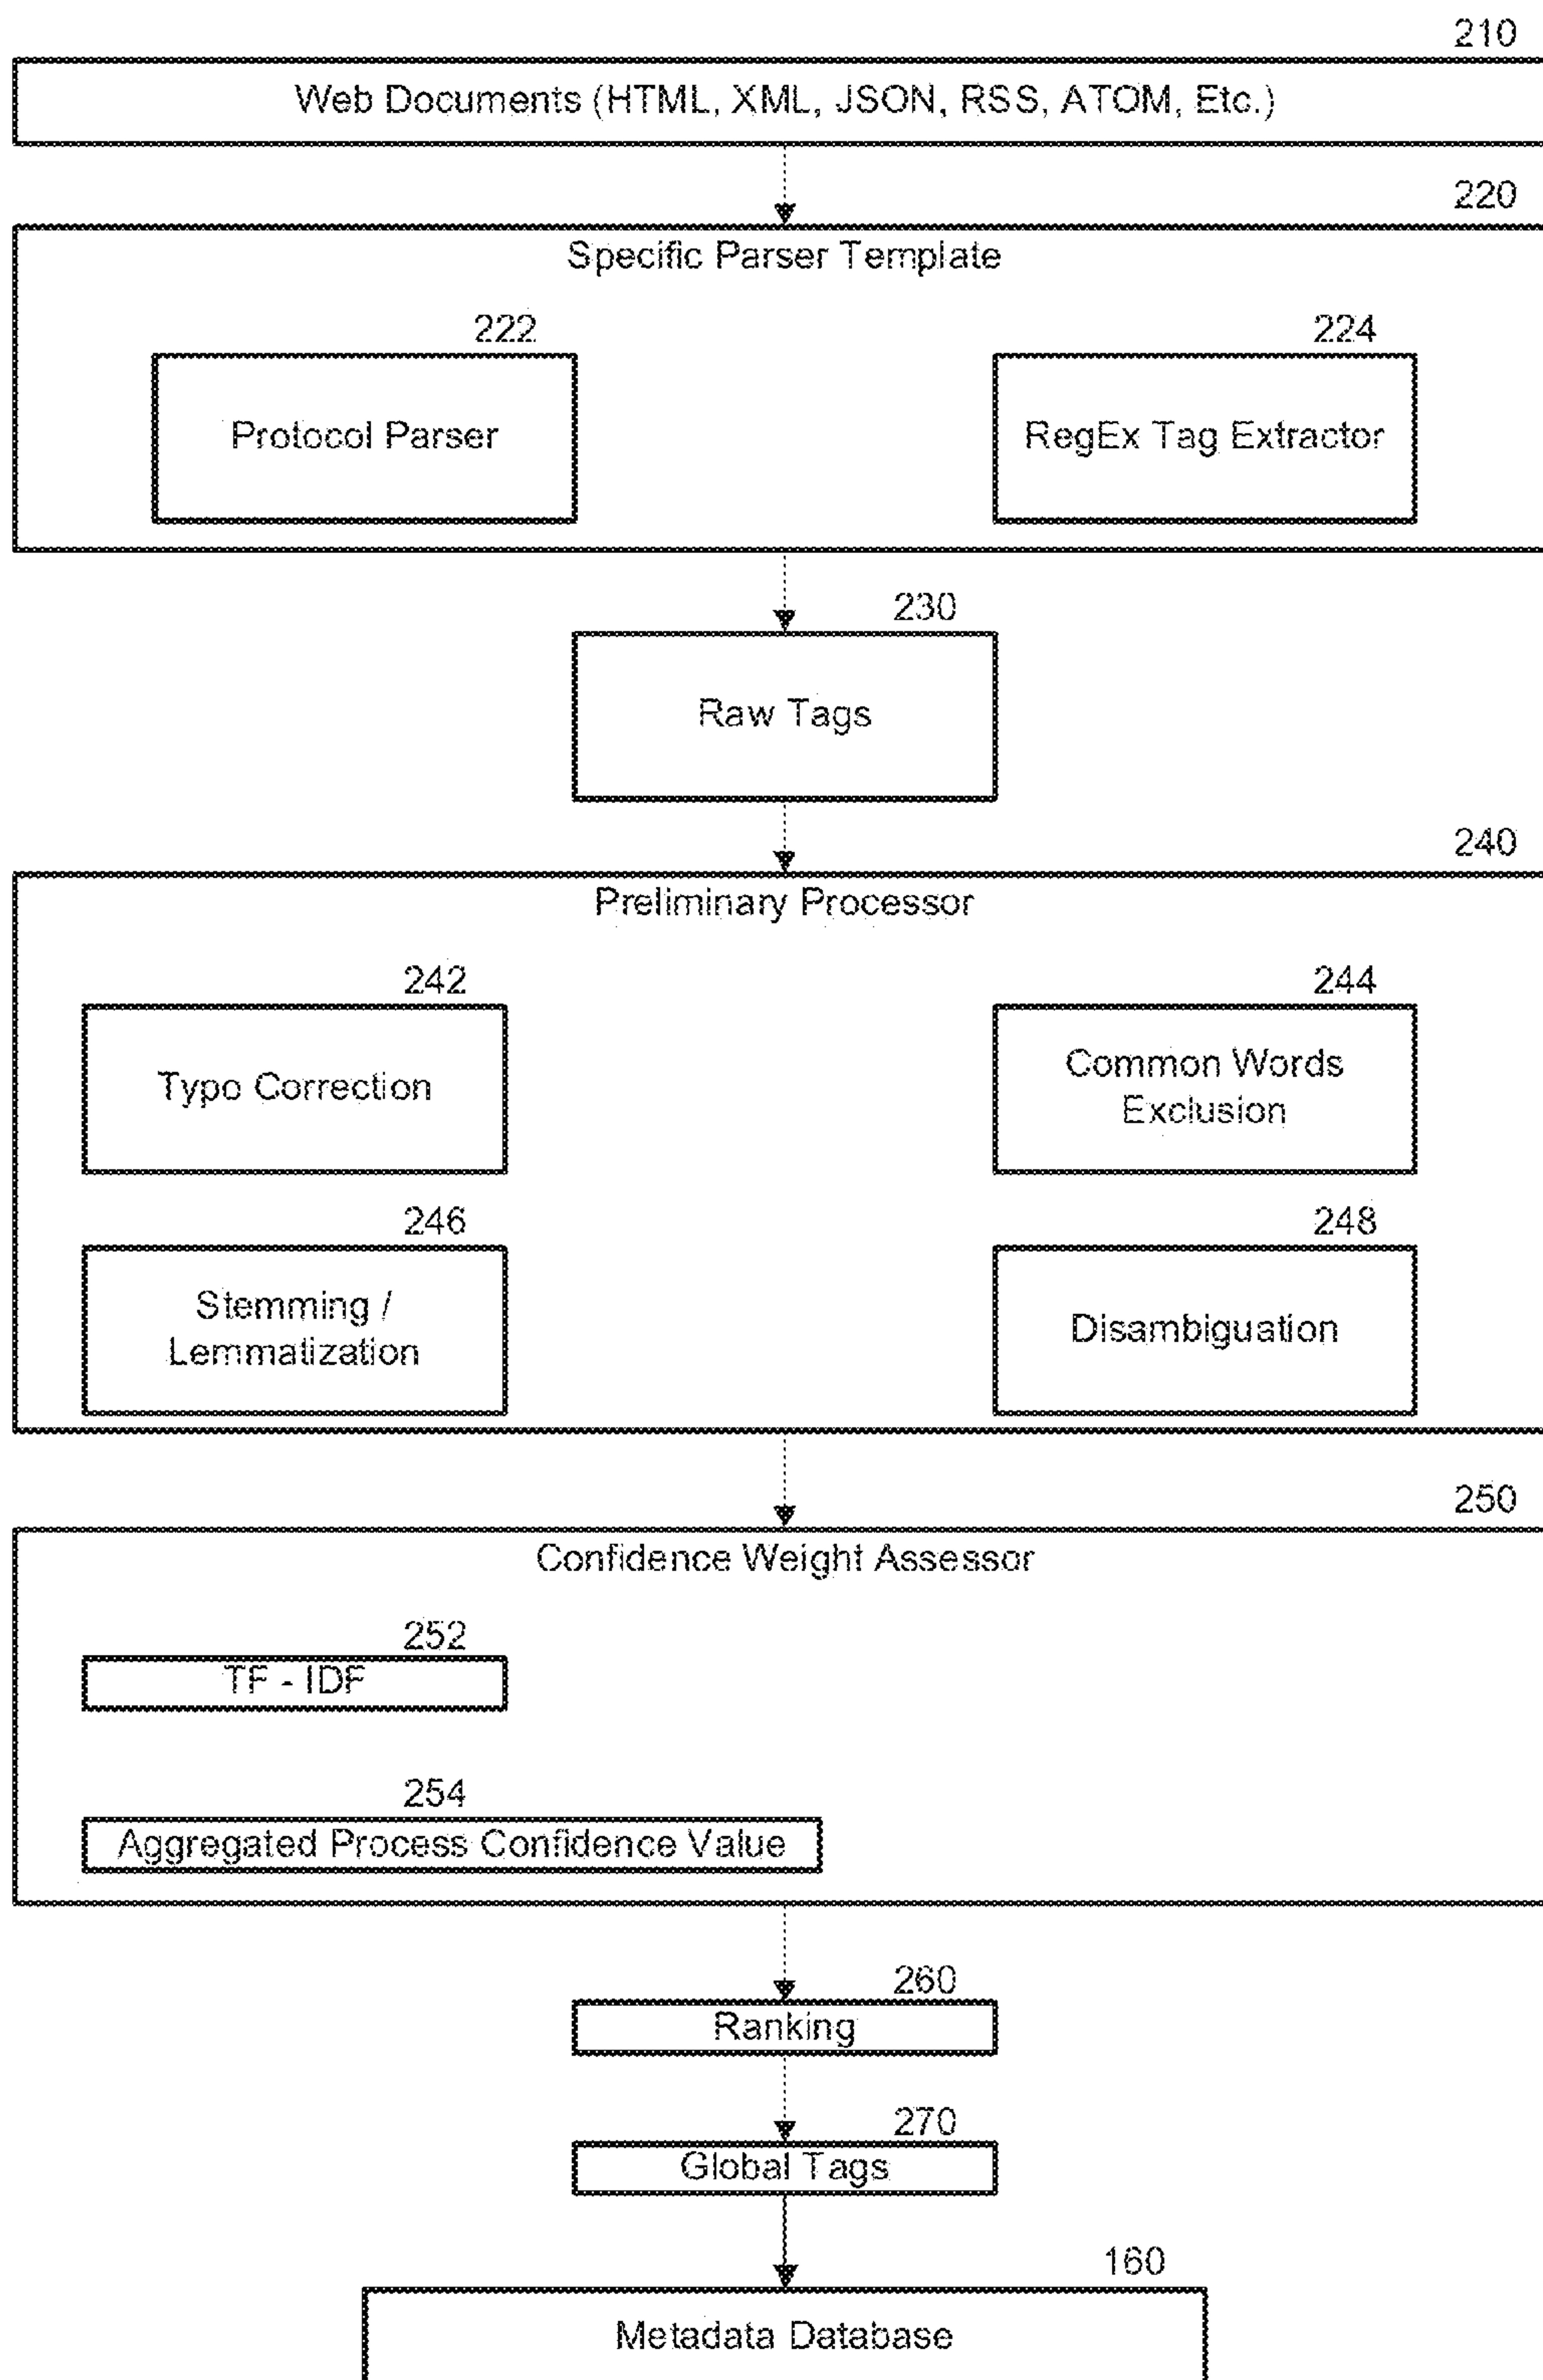 210
Web Documents (HTML, XML, JSON, RSS, ATOM, Etc.)
220
Specific Parser Template
222
224
Protocol Parser
RegEx Tag Extractor
230
Raw Tags
240
Preliminary Processor
242
244
Typo Correction
Common Words
Exclusion
246
248
Stemming /
Lemmatization
Disambiguation
250
Confidence Weight Assessor
252
TF - IDF
254
Aggregated Process Confidence Value
260
Ranking
270
Global Tags
160
Metadata Database